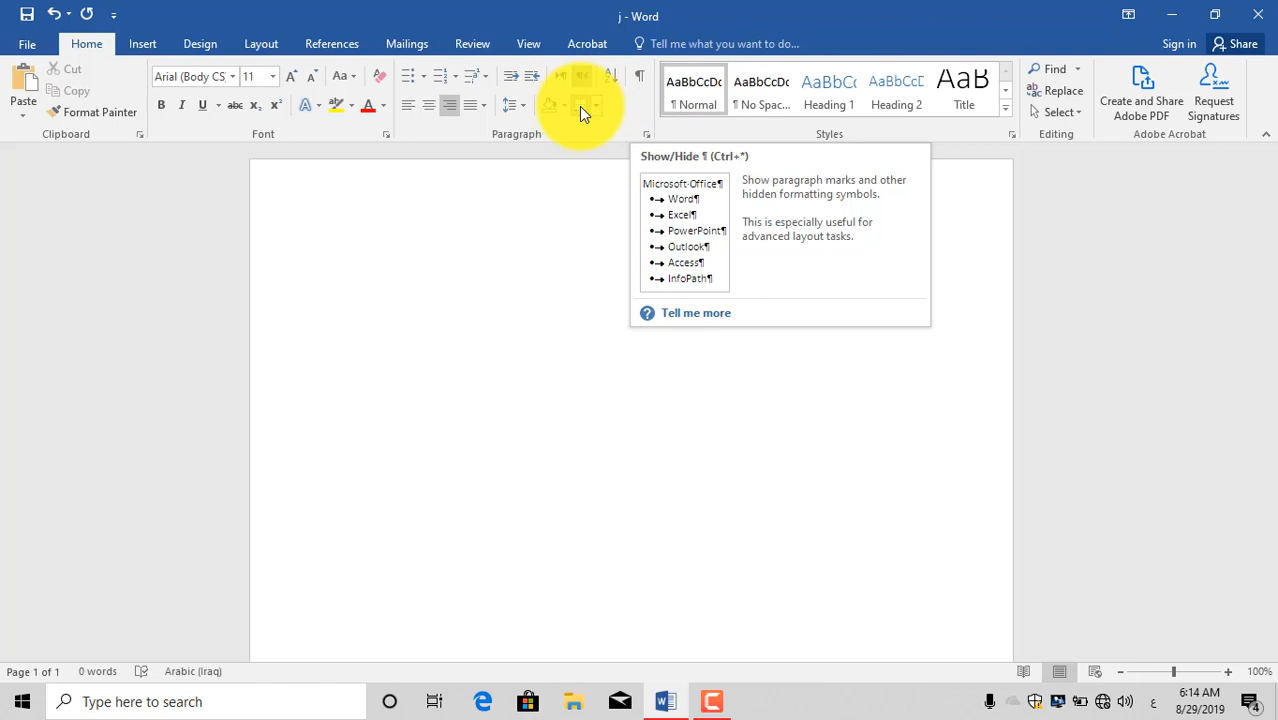 j - Word
File Home Insert Design Layout References Mailings Review View Acrobat Tell me what you want to do... Sign in Share
Paste
Cut
Copy
Format Painter
Clipboard
Arial (Body CS) 11
Font
Paragraph
AaBbCcDc AaBbCcDc AaBbCc AaBbCcD AaB
¶ Normal ¶ No Spac... Heading 1 Heading 2 Title
Styles
Find
Replace
Select
Editing
Create and Share Adobe PDF
Request Signatures
Adobe Acrobat
Show/Hide ¶ (Ctrl+*)
Microsoft·Office¶
Word¶
Excel¶
PowerPoint¶
Outlook¶
Access¶
InfoPath¶
Show paragraph marks and other
hidden formatting symbols.
This is especially useful for
advanced layout tasks.
Tell me more
Page 1 of 1 0 words Arabic (Iraq) 100%
Type here to search
ع
6:14 AM
8/29/2019
4